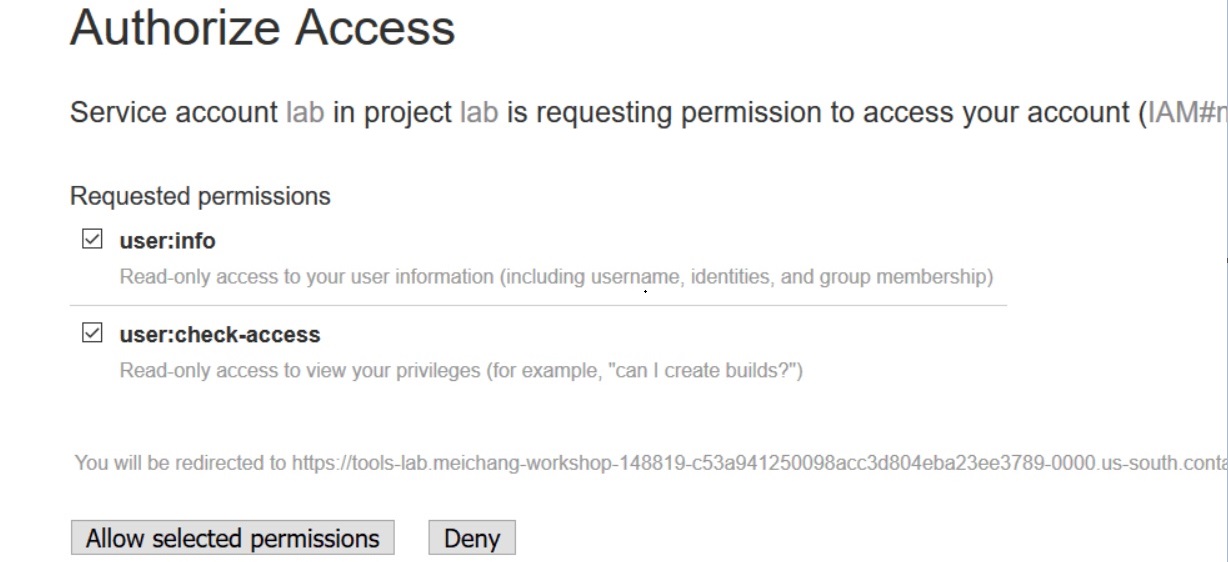 Authorize Access
Service account lab in project lab is requesting permission to access your account (IAM#
Requested permissions
user:info
Read-only access to your user information (including username, identities, and group membership)
user:check-access
Read-only access to view your privileges (for example, "can I create builds?")
You will be redirected to https://tools-lab.meichang-workshop-148819-c53a941250098acc3d804eba23ee3789-0000.us-south.conta
Allow selected permissions Deny